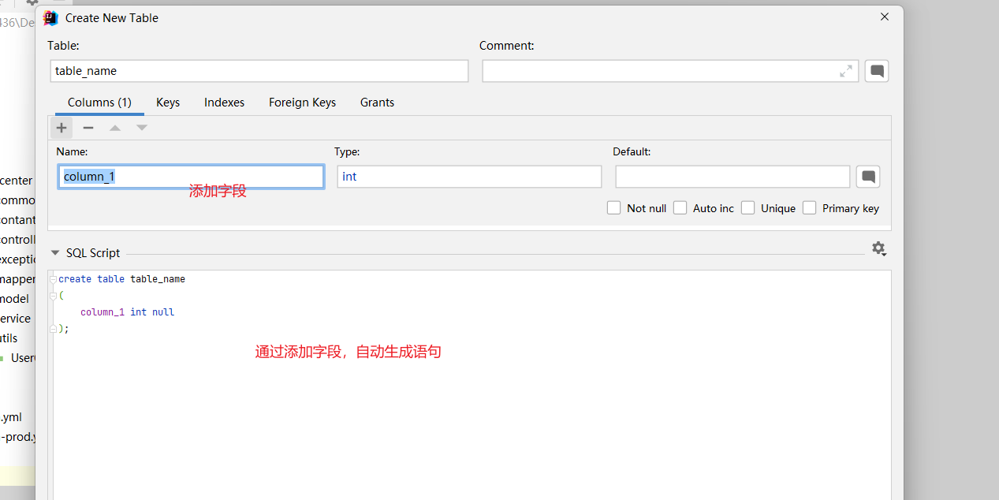 Create New Table
436\De
Table:
Comment:
table_name
Columns (1) Keys Indexes Foreign Keys Grants
Name: Type: Default:
column_1 int
添加字段
Not null Auto inc Unique Primary key
SQL Script
create table table_name
(
column_1 int null
);
通过添加字段，自动生成语句
center
commo
contant
controll
exceptic
mapper
model
ervice
utils
User
.yml
-prod.y